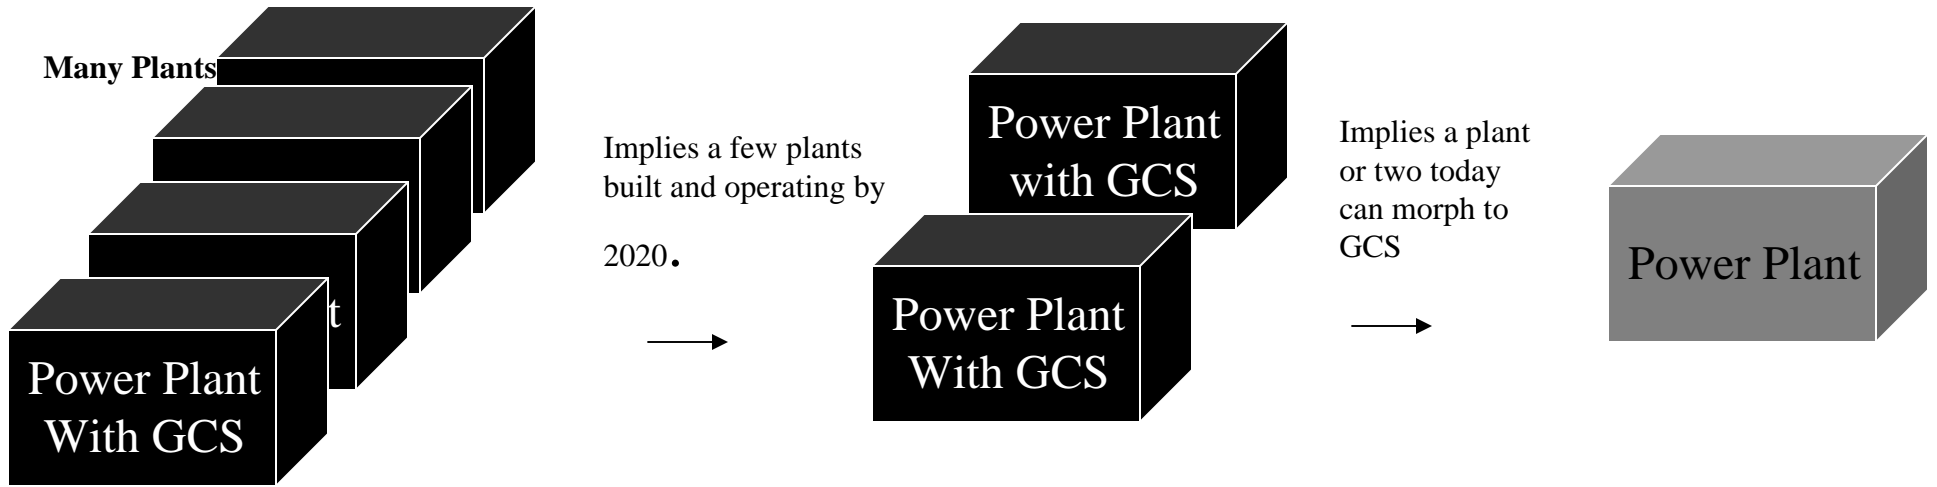 Many Plants
t
Power Plant
With GCS
Implies a few plants
built and operating by
2020.
Power Plant
with GCS
Power Plant
With GCS
Implies a plant
or two today
can morph to
GCS
Power Plant